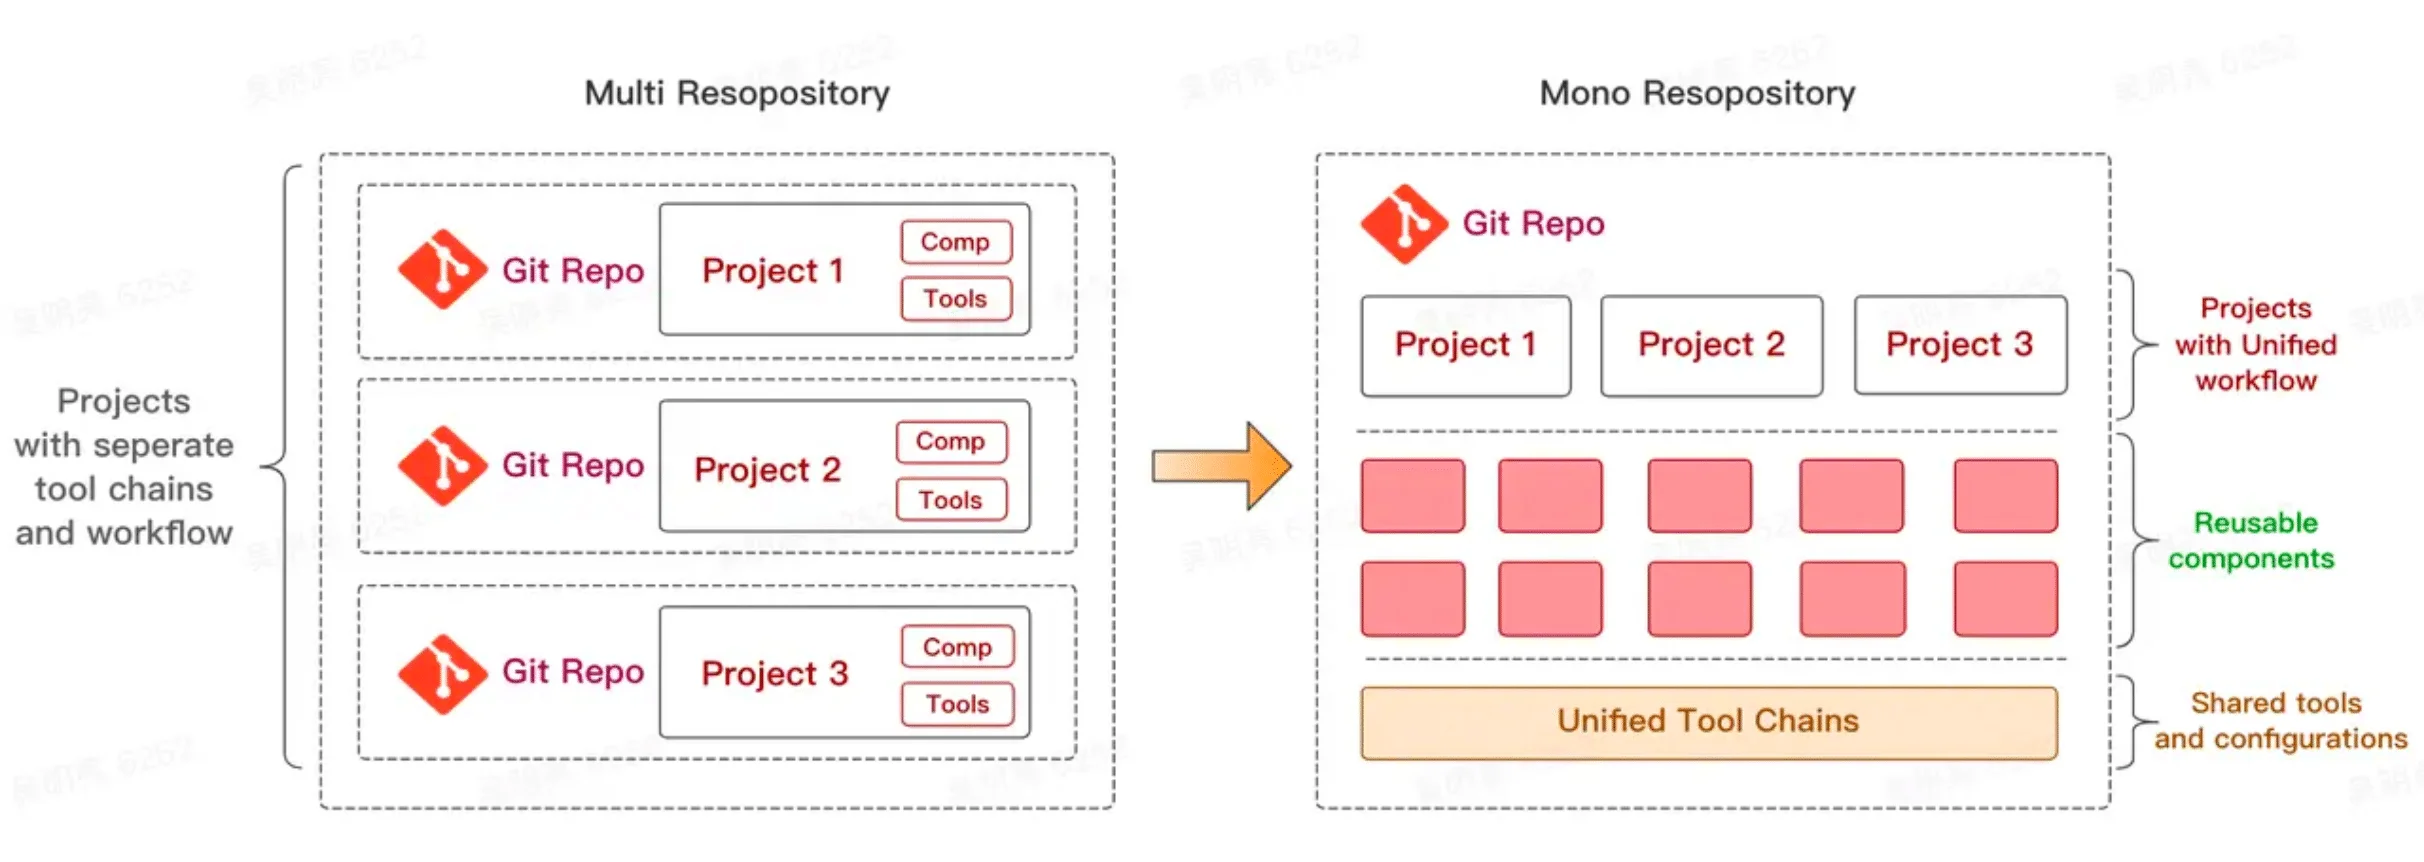 Multi Resopository
Mono Resopository
Projects
with seperate
tool chains
and workflow
Git Repo
Project 1
Comp
Tools
Git Repo
Project 2
Comp
Tools
Git Repo
Project 3
Comp
Tools
Git Repo
Project 1
Project 2
Project 3
Projects
with Unified
workflow
Reusable
components
Unified Tool Chains
Shared tools
and configurations